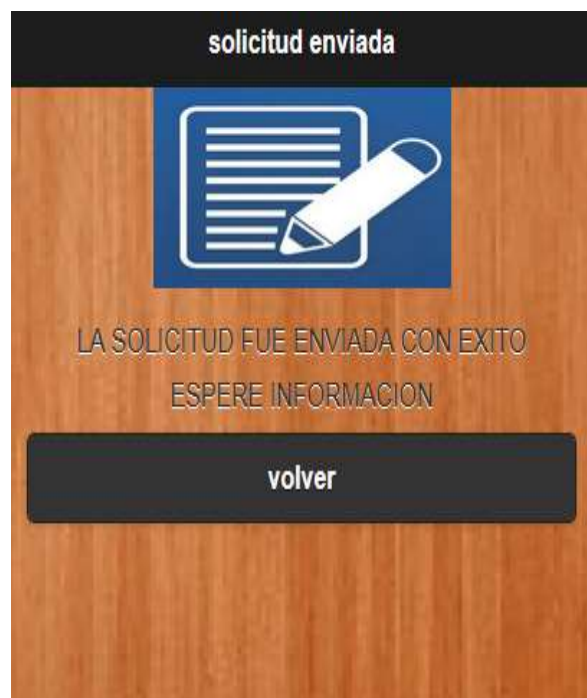 solicitud enviada
LA SOLICITUD FUE ENVIADA CON EXITO
ESPERE INFORMACION
volver